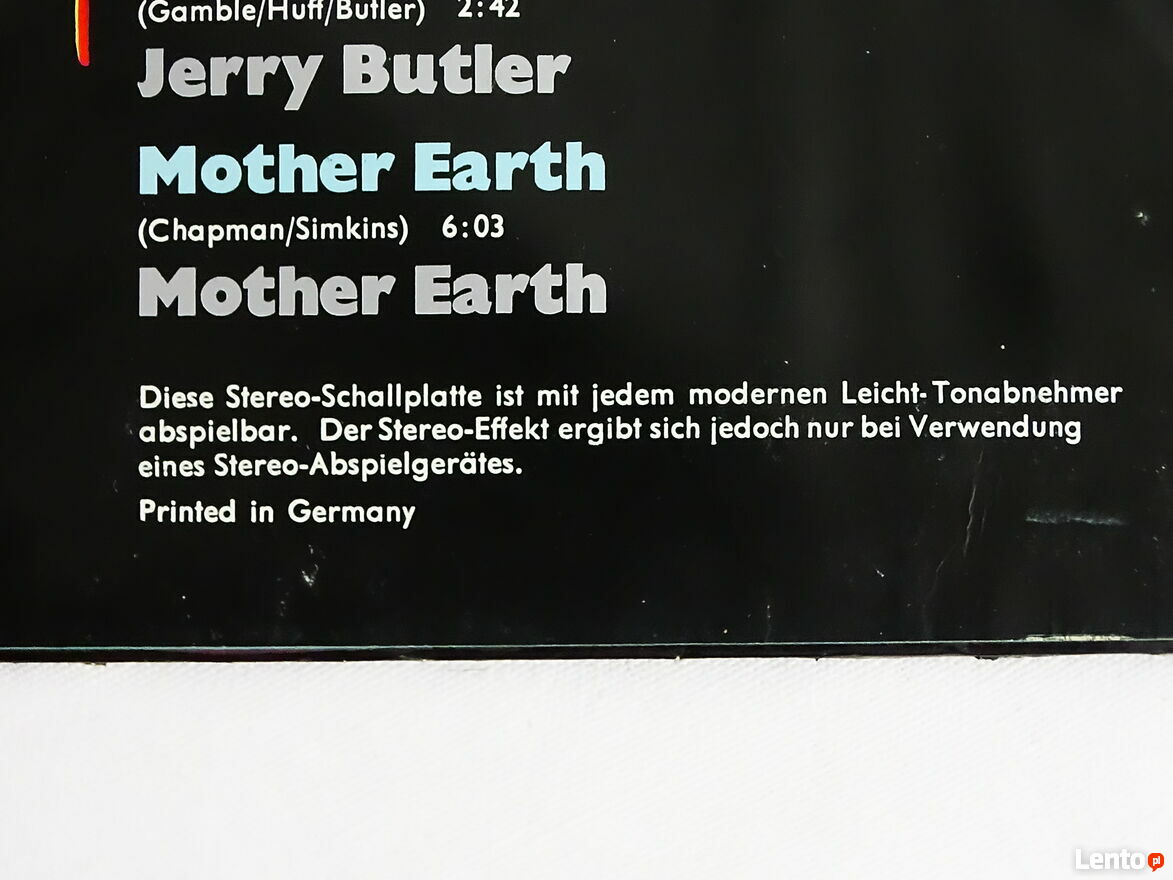 (Gamble/Huff/Butler) 2:42
Jerry Butler
Mother Earth
(Chapman/Simkins) 6:03
Mother Earth
Diese Stereo-Schallplatte ist mit jedem modernen Leicht-Tonabnehmer
abspielbar. Der Stereo-Effekt ergibt sich jedoch nur bei Verwendung
eines Stereo-Abspielgerätes.
Printed in Germany
Lento pl